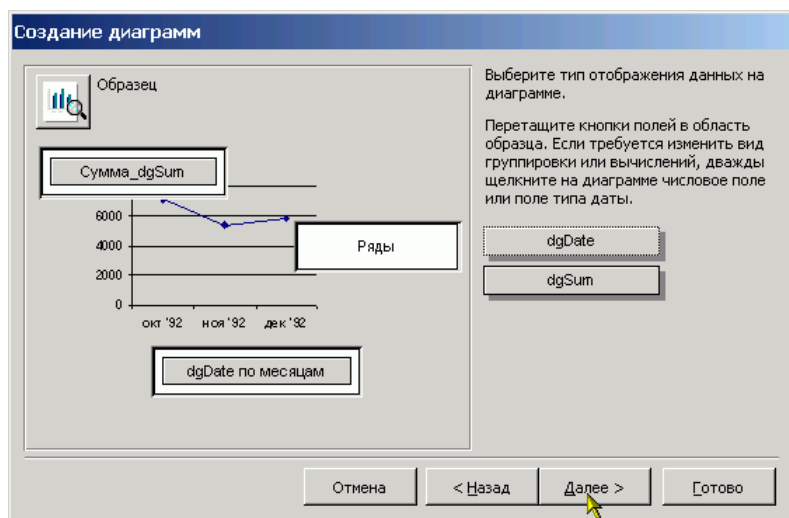 Создание диаграмм
Образец
Сумма_dgSum
6000
4000
2000
0
окт '92 ноя '92 дек '92
Ряды
dgDate по месяцам
Выберите тип отображения данных на
диаграмме.
Перетащите кнопки полей в область
образца. Если требуется изменить вид
группировки или вычислений, дважды
щелкните на диаграмме числовое поле
или поле типа даты.
dgDate
dgSum
Отмена
< Назад
Далее >
Готово